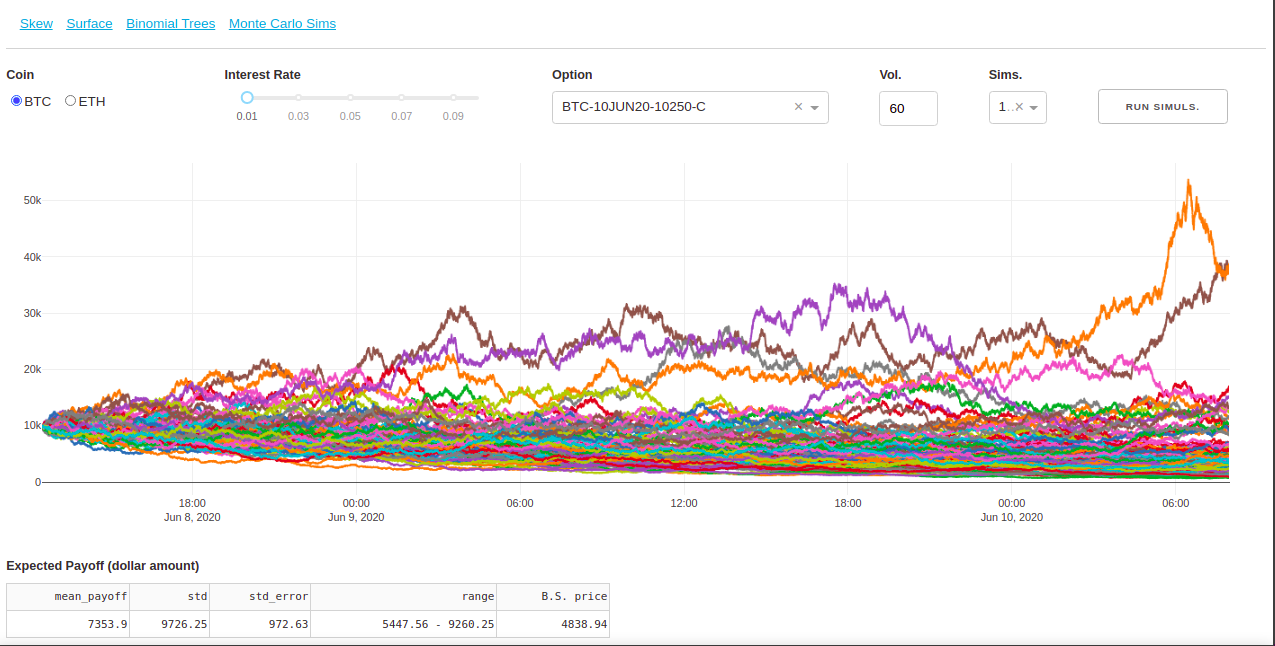 Skew Surface Binomial Trees Monte Carlo Sims
Coin Interest Rate Option Vol. Sims.
BTC ETH BTC-10JUN20-10250-C × 60 1..× RUN SIMULS.
0.01 0.03 0.05 0.07 0.09
50k
40k
30k
20k
10k
0
18:00 00:00 06:00 12:00 18:00 00:00 06:00
Jun 8, 2020 Jun 9, 2020 Jun 10, 2020
Expected Payoff (dollar amount)
mean_payoff std std_error range B.S. price
7353.9 9726.25 972.63 5447.56 - 9260.25 4838.94